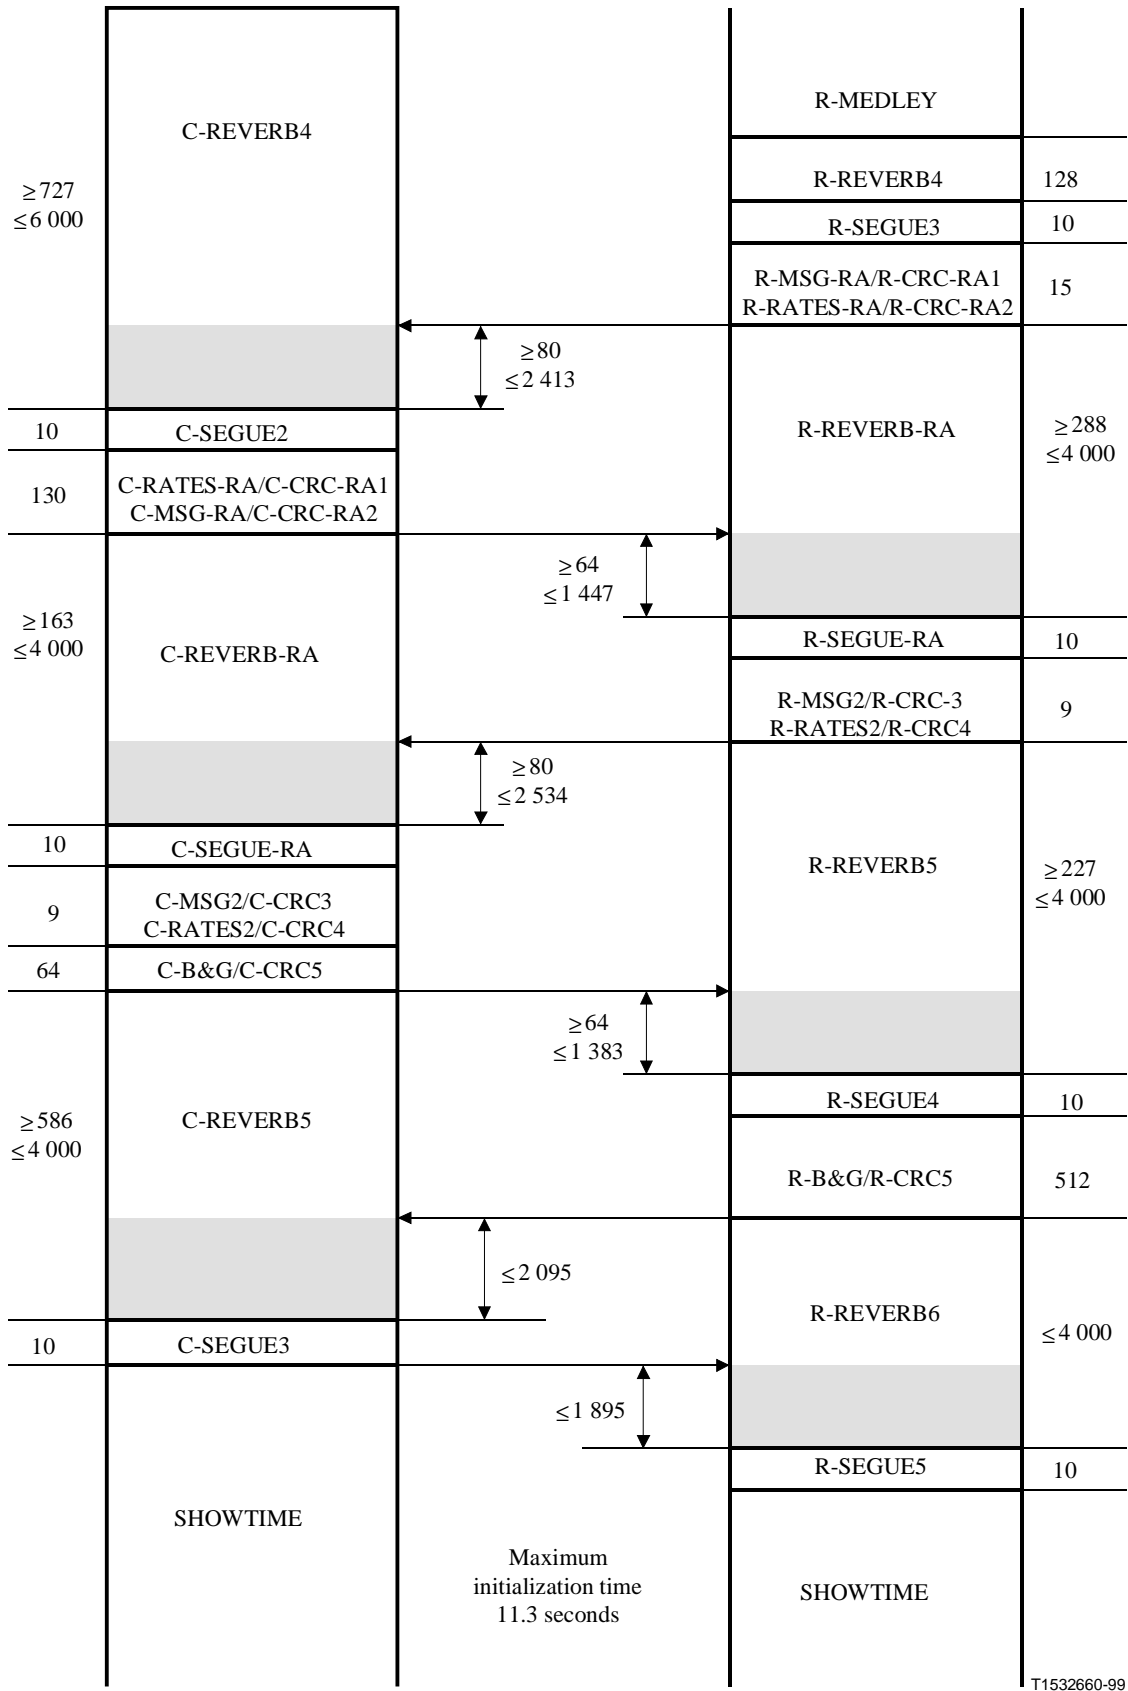 R-MEDLEY
C-REVERB4
≥727
≤6 000
R-REVERB4
128
R-SEGUE3
10
R-MSG-RA/R-CRC-RA1
R-RATES-RA/R-CRC-RA2
15
≥80
≤2 413
10
C-SEGUE2
R-REVERB-RA
≥288
≤4 000
130
C-RATES-RA/C-CRC-RA1
C-MSG-RA/C-CRC-RA2
≥64
≤1 447
≥163
≤4 000
C-REVERB-RA
R-SEGUE-RA
10
R-MSG2/R-CRC-3
R-RATES2/R-CRC4
9
≥80
≤2 534
10
C-SEGUE-RA
R-REVERB5
≥227
≤4 000
9
C-MSG2/C-CRC3
C-RATES2/C-CRC4
64
C-B&G/C-CRC5
≥64
≤1 383
≥586
≤4 000
C-REVERB5
R-SEGUE4
10
R-B&G/R-CRC5
512
≤2 095
R-REVERB6
≤4 000
10
C-SEGUE3
≤1 895
R-SEGUE5
10
SHOWTIME
Maximum
initialization time
11.3 seconds
SHOWTIME
T1532660-99